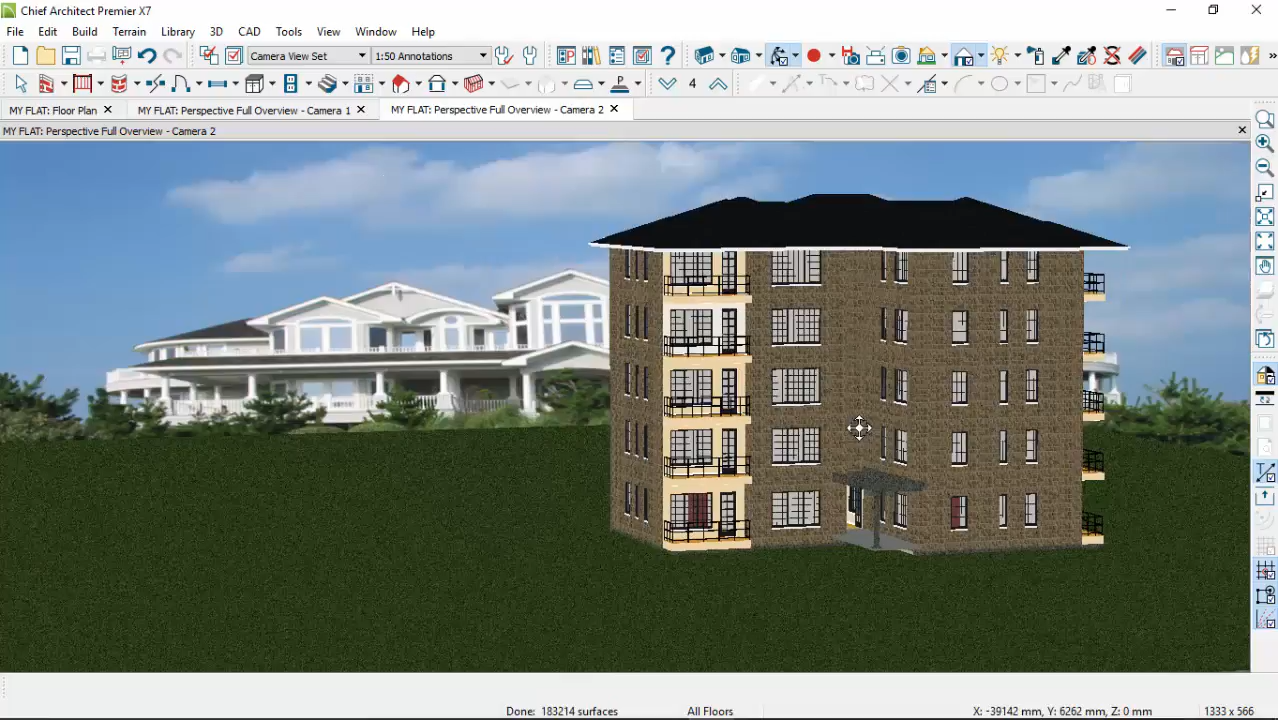 Chief Architect Premier X7
File Edit Build Terrain Library 3D CAD Tools View Window Help
Camera View Set 1:50 Annotations
4
MY FLAT: Floor Plan MY FLAT: Perspective Full Overview - Camera 1 MY FLAT: Perspective Full Overview - Camera 2
MY FLAT: Perspective Full Overview - Camera 2
Done: 183214 surfaces All Floors X: -39142 mm, Y: 6262 mm, Z: 0 mm 1333 x 566